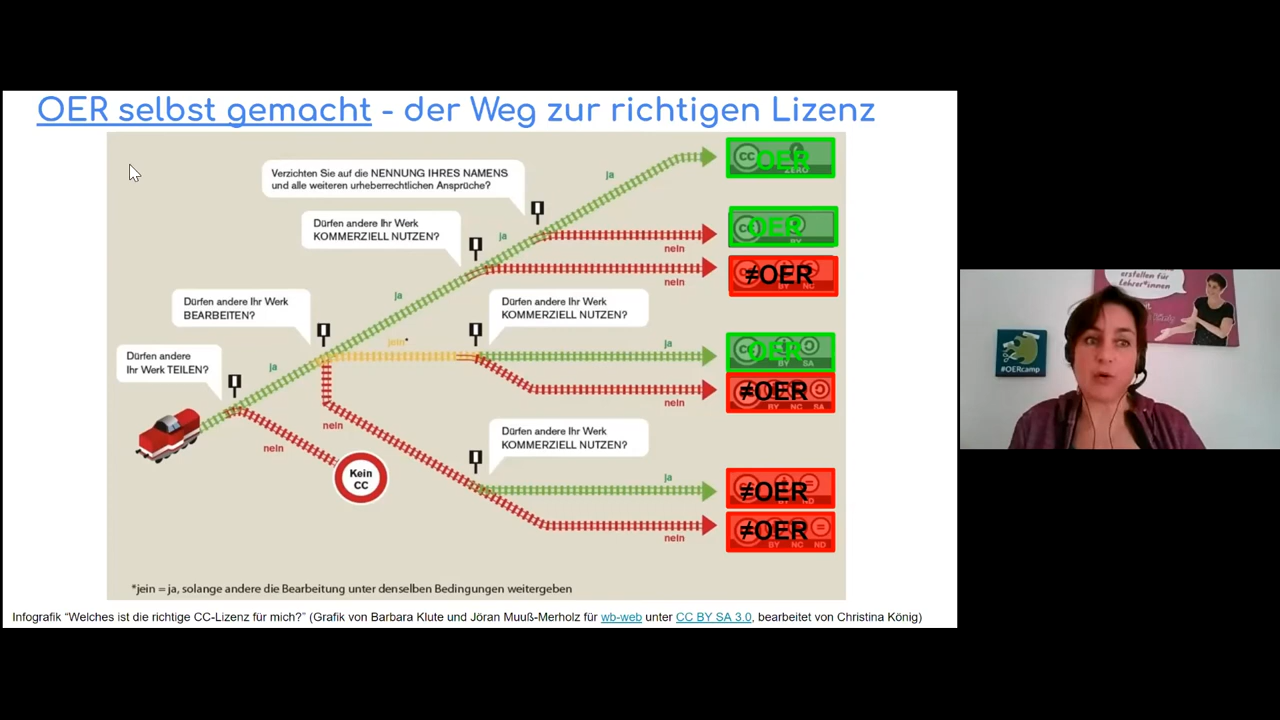 OER selbst gemacht - der Weg zur richtigen Lizenz
Verzichten Sie auf die NENNUNG IHRES NAMENS
und alle weiteren urheberrechtlichen Ansprüche?
ja
CC
OER
ZERO
Dürfen andere Ihr Werk
KOMMERZIELL NUTZEN?
ja
nein
OER
BY
nein
≠OER
BY NC
Dürfen andere Ihr Werk
BEARBEITEN?
ja
Dürfen andere Ihr Werk
KOMMERZIELL NUTZEN?
jein*
ja
OER
BY SA
nein
≠OER
BY NC SA
Dürfen andere
Ihr Werk TEILEN?
ja
nein
Kein
CC
nein
Dürfen andere Ihr Werk
KOMMERZIELL NUTZEN?
ja
≠OER
ND
nein
≠OER
BY NC ND
*jein = ja, solange andere die Bearbeitung unter denselben Bedingungen weitergeben
Infografik “Welches ist die richtige CC-Lizenz für mich?” (Grafik von Barbara Klute und Jöran Muuß-Merholz für wb-web unter CC BY SA 3.0, bearbeitet von Christina König)
erstellen für
Lehrer*innen
#OERcamp